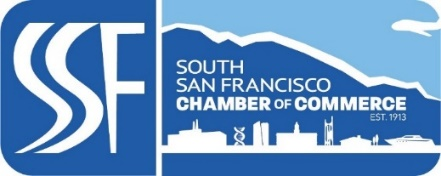 SSF
SOUTH
SAN FRANCISCO
CHAMBER OF COMMERCE
EST. 1913